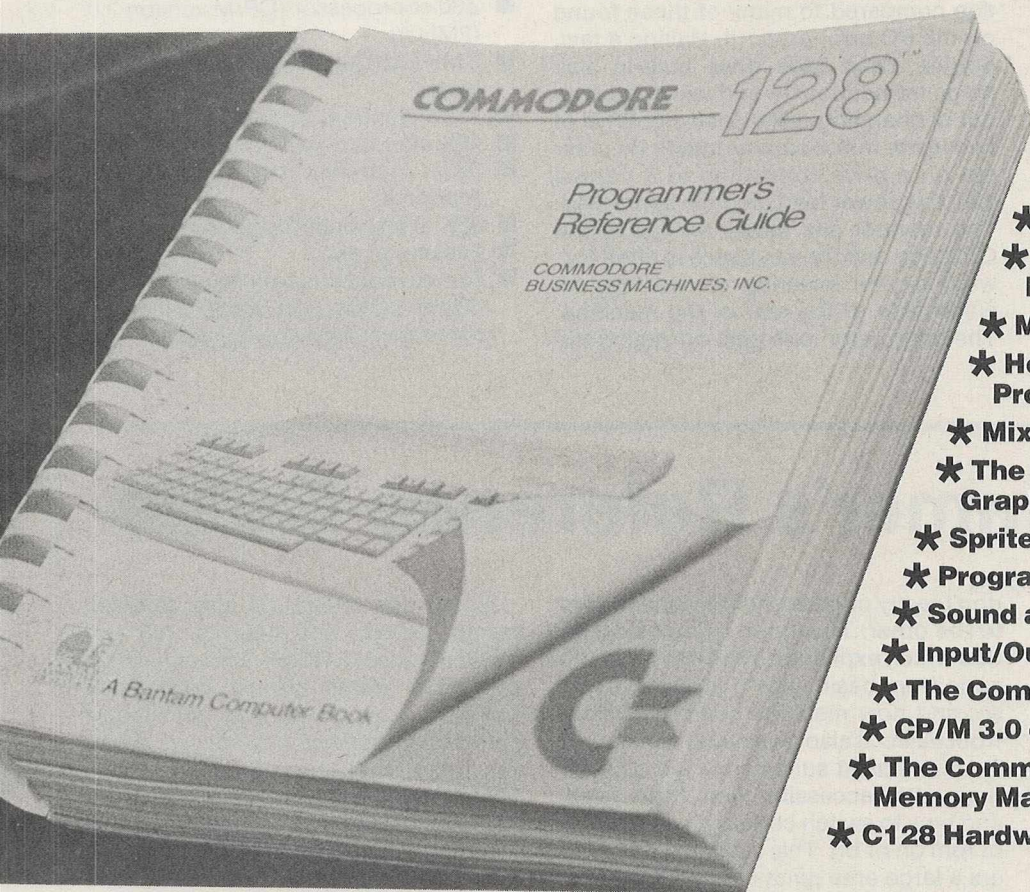 COMMODORE 128™
Programmer's
Reference Guide
COMMODORE
BUSINESS MACHINES, INC.
A Bantam Computer Book
★
★
★ M
★ Ho
Pro
★ Mix
★ The
Grap
★ Sprite
★ Progra
★ Sound a
★ Input/Ou
★ The Com
★ CP/M 3.0
★ The Comm
Memory Ma
★ C128 Hardw